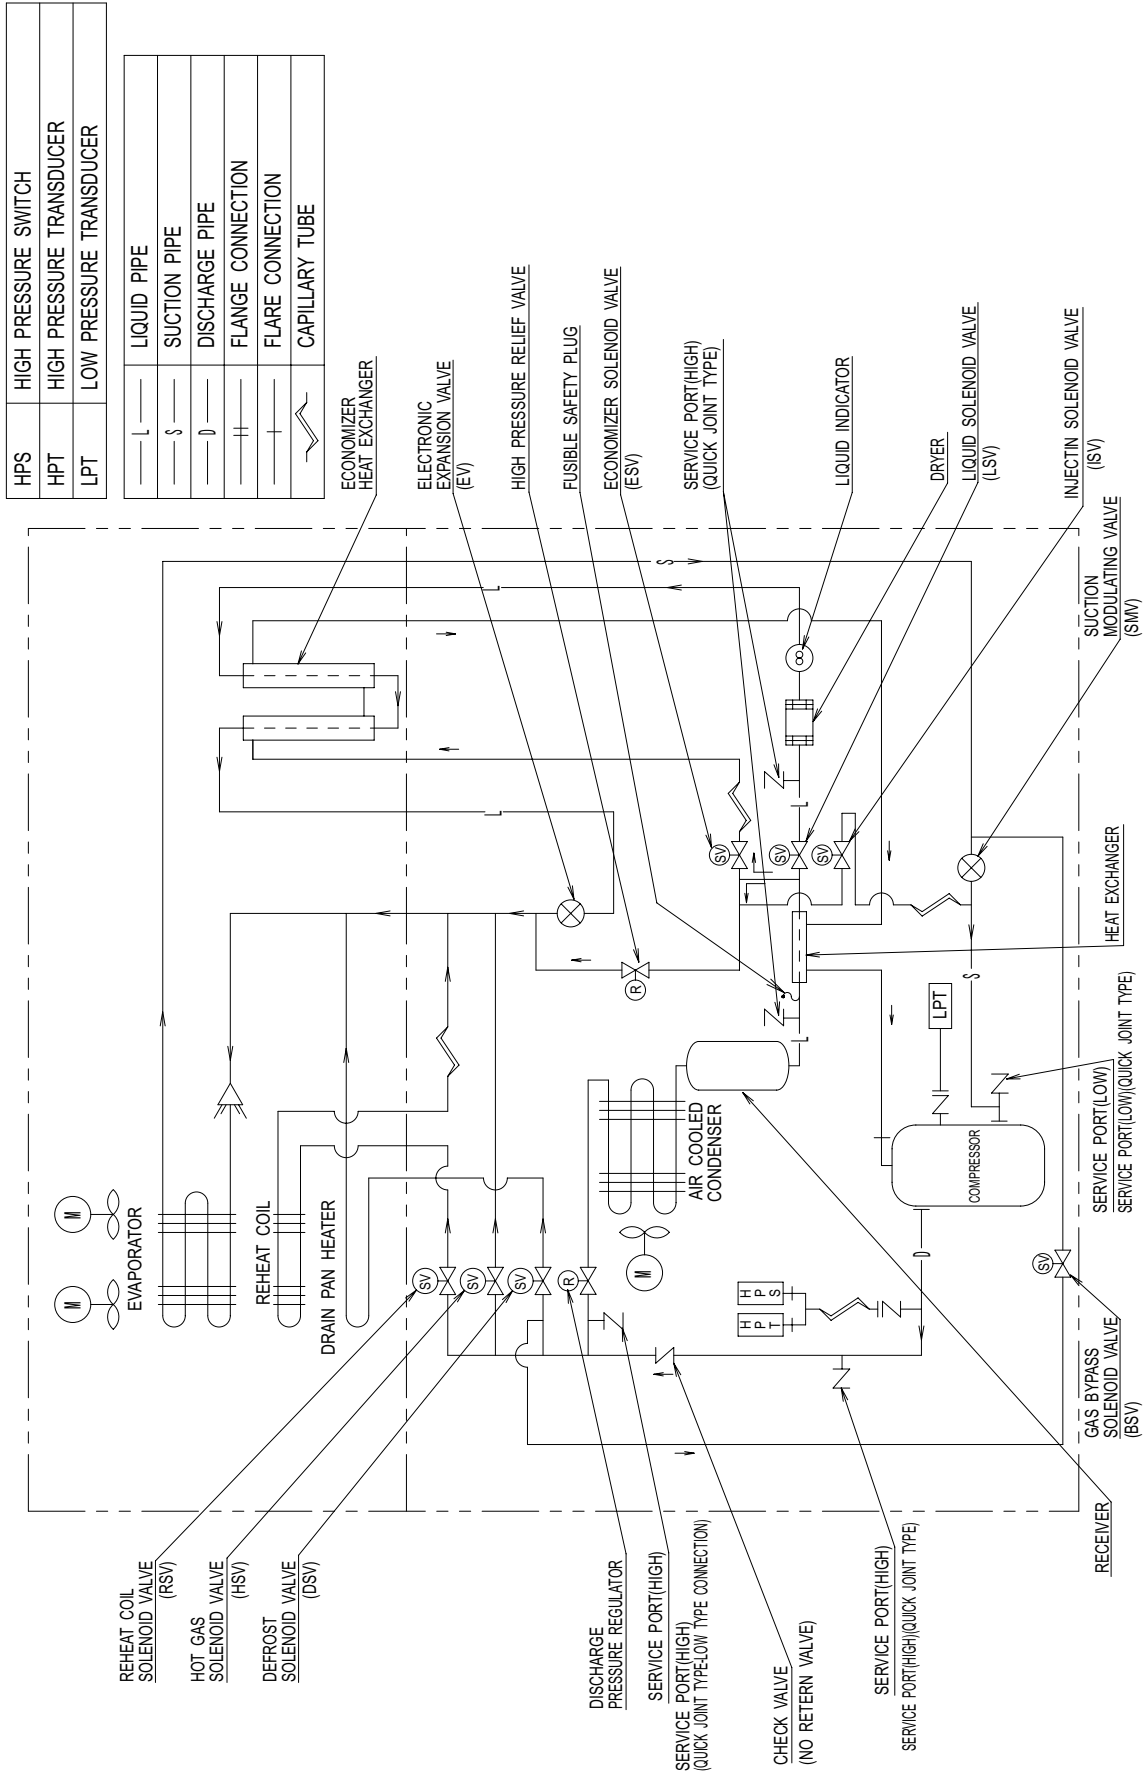 HPS HIGH PRESSURE SWITCH
HPT HIGH PRESSURE TRANSDUCER
LPT LOW PRESSURE TRANSDUCER
L LIQUID PIPE
S SUCTION PIPE
D DISCHARGE PIPE
FLANGE CONNECTION
FLARE CONNECTION
CAPILLARY TUBE
ECONOMIZER
HEAT EXCHANGER
ELECTRONIC
EXPANSION VALVE
(EV)
HIGH PRESSURE RELIEF VALVE
FUSIBLE SAFETY PLUG
ECONOMIZER SOLENOID VALVE
(ESV)
SERVICE PORT(HIGH)
(QUICK JOINT TYPE)
LIQUID INDICATOR
DRYER
LIQUID SOLENOID VALVE
(LSV)
INJECTIN SOLENOID VALVE
(ISV)
SUCTION
MODULATING VALVE
(SMV)
HEAT EXCHANGER
SERVICE PORT(LOW)
SERVICE PORT(LOW)(QUICK JOINT TYPE)
GAS BYPASS
SOLENOID VALVE
(BSV)
RECEIVER
REHEAT COIL
SOLENOID VALVE
(RSV)
HOT GAS
SOLENOID VALVE
(HSV)
DEFROST
SOLENOID VALVE
(DSV)
DISCHARGE
PRESSURE REGULATOR
SERVICE PORT(HIGH)
SERVICE PORT(HIGH)
(QUICK JOINT TYPE-LOW TYPE CONNECTION)
CHECK VALVE
(NO RETERN VALVE)
SERVICE PORT(HIGH)
SERVICE PORT(HIGH)(QUICK JOINT TYPE)
M
M
EVAPORATOR
REHEAT COIL
DRAIN PAN HEATER
SV
SV
SV
R
M
AIR COOLED
CONDENSER
HPT
HPS
COMPRESSOR
LPT
R
SV
SV
SV
SV
L
L
L
L
S
S
D